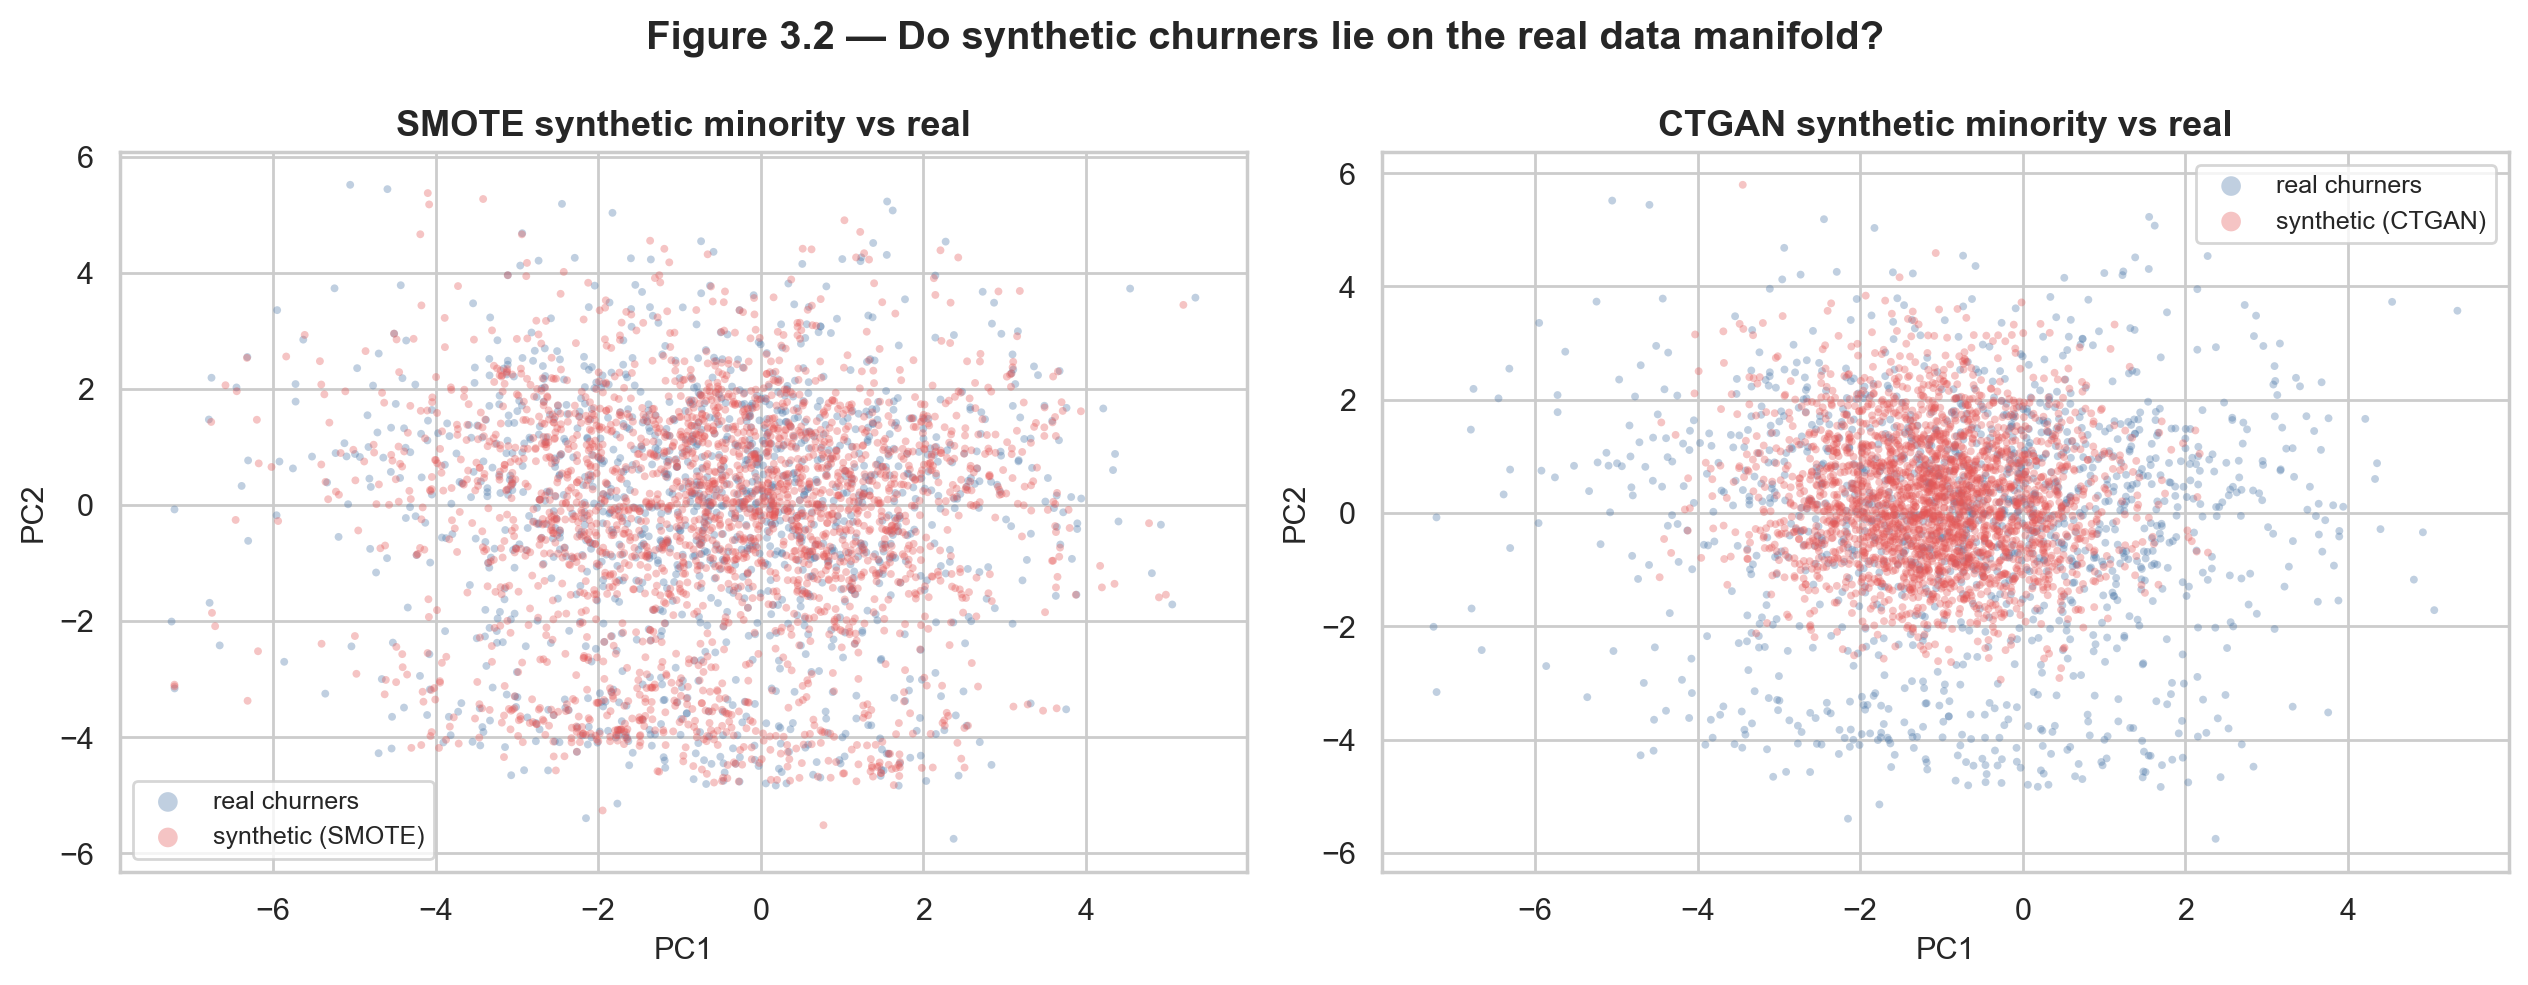 Figure 3.2 — Do synthetic churners lie on the real data manifold?
SMOTE synthetic minority vs real
6
4
2
0
−2
−4
−6
PC2
real churners
synthetic (SMOTE)
−6 −4 −2 0 2 4
PC1
CTGAN synthetic minority vs real
6
4
2
0
−2
−4
−6
PC2
real churners
synthetic (CTGAN)
−6 −4 −2 0 2 4
PC1